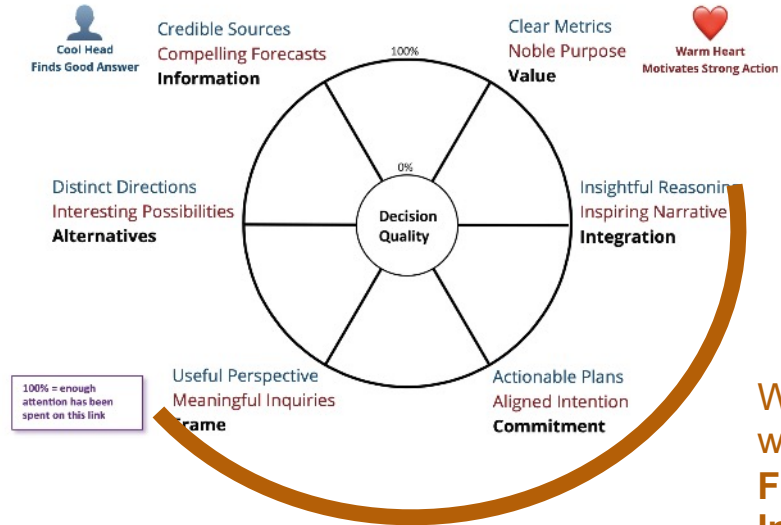 Cool Head
Finds Good Answer
Credible Sources
Compelling Forecasts
Information
Clear Metrics
Noble Purpose
Value
Warm Heart
Motivates Strong Action
100%
0%
Decision
Quality
Distinct Directions
Interesting Possibilities
Alternatives
Insightful Reasoning
Inspiring Narrative
Integration
100% = enough
attention has been
spent on this link
Useful Perspective
Meaningful Inquiries
Frame
Actionable Plans
Aligned Intention
Commitment